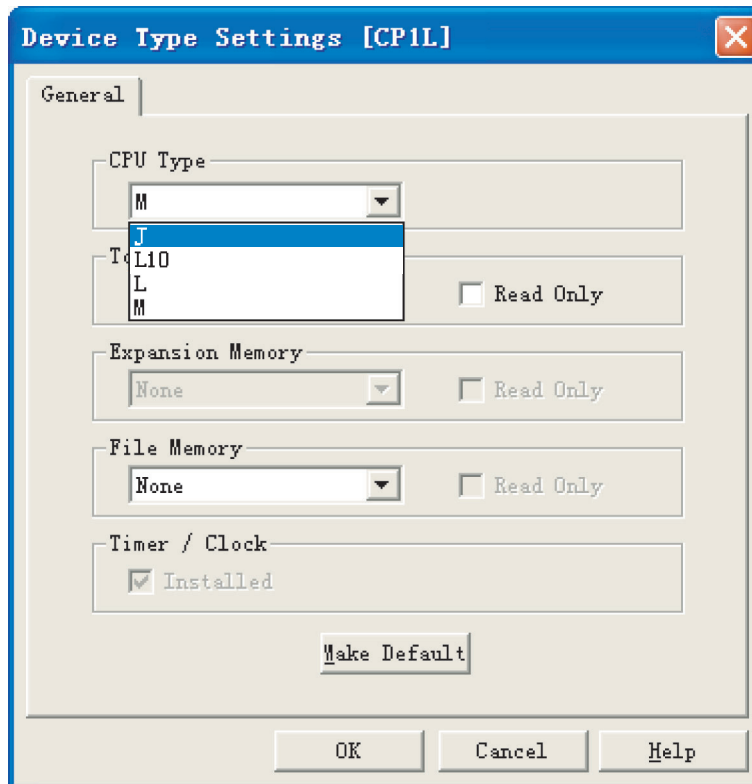 Device Type Settings [CP1L]
General
CPU Type
M
J
L10
L
M
Read Only
Expansion Memory
None
Read Only
File Memory
None
Read Only
Timer / Clock
Installed
Make Default
OK
Cancel
Help